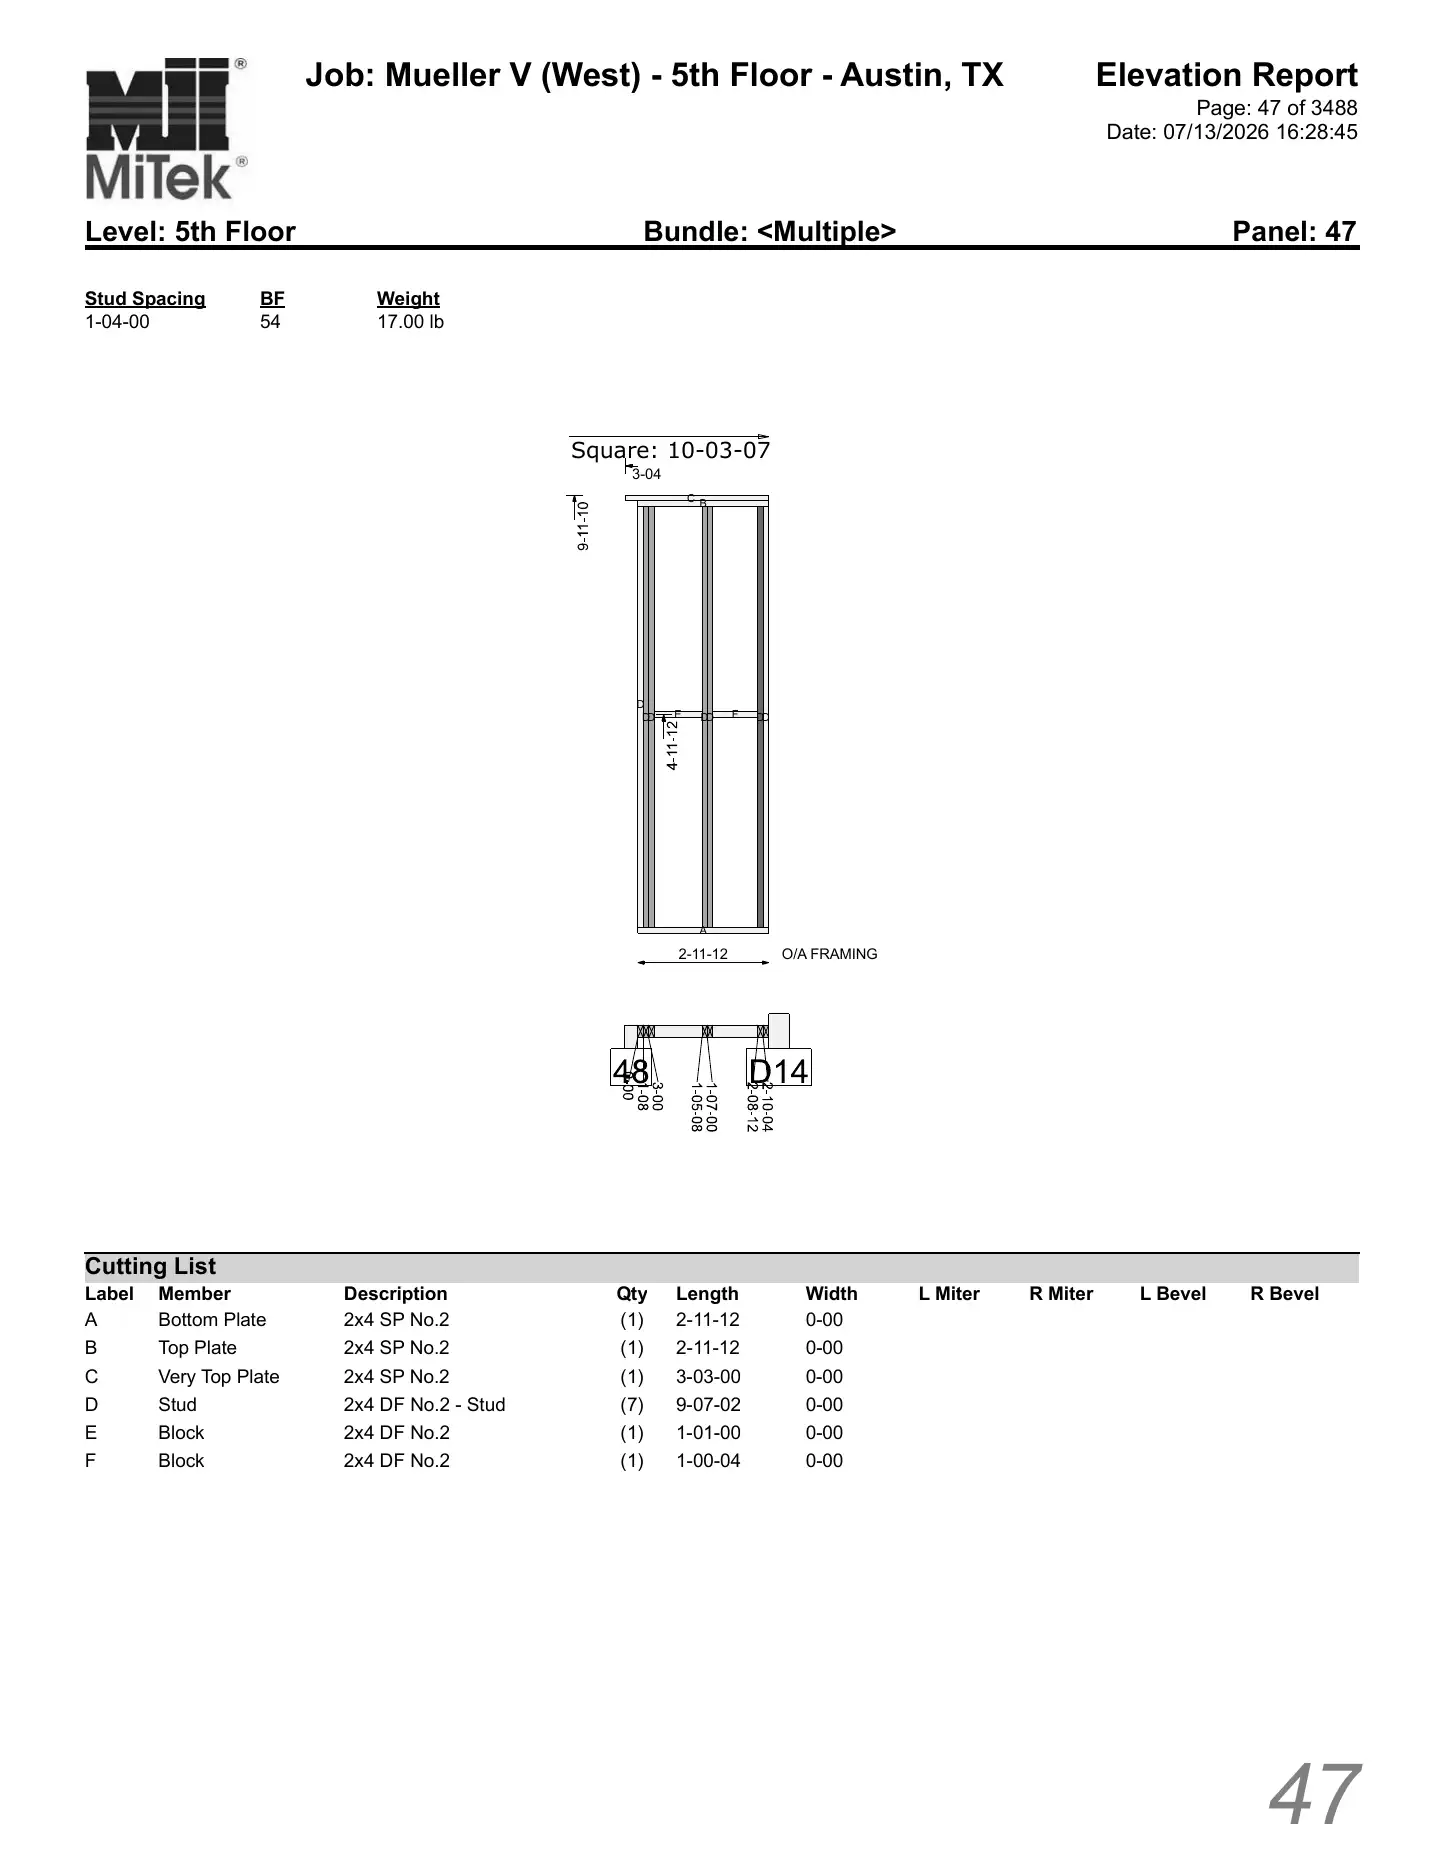 MiTek®
Job: Mueller V (West) - 5th Floor - Austin, TX
Elevation Report
Page: 47 of 3488
Date: 07/13/2026 16:28:45
Level: 5th Floor Bundle: <Multiple> Panel: 47
Stud Spacing BF Weight
1-04-00 54 17.00 lb
Square: 10-03-07
3-04
C
B
9-11-10
D
F F
D D D D D D
4-11-12
A
2-11-12 O/A FRAMING
48 D14
1-08
3-00
1-05-08
1-07-00
2-08-12
2-10-04
Cutting List
Label Member Description Qty Length Width L Miter R Miter L Bevel R Bevel
A Bottom Plate 2x4 SP No.2 (1) 2-11-12 0-00
B Top Plate 2x4 SP No.2 (1) 2-11-12 0-00
C Very Top Plate 2x4 SP No.2 (1) 3-03-00 0-00
D Stud 2x4 DF No.2 - Stud (7) 9-07-02 0-00
E Block 2x4 DF No.2 (1) 1-01-00 0-00
F Block 2x4 DF No.2 (1) 1-00-04 0-00
47